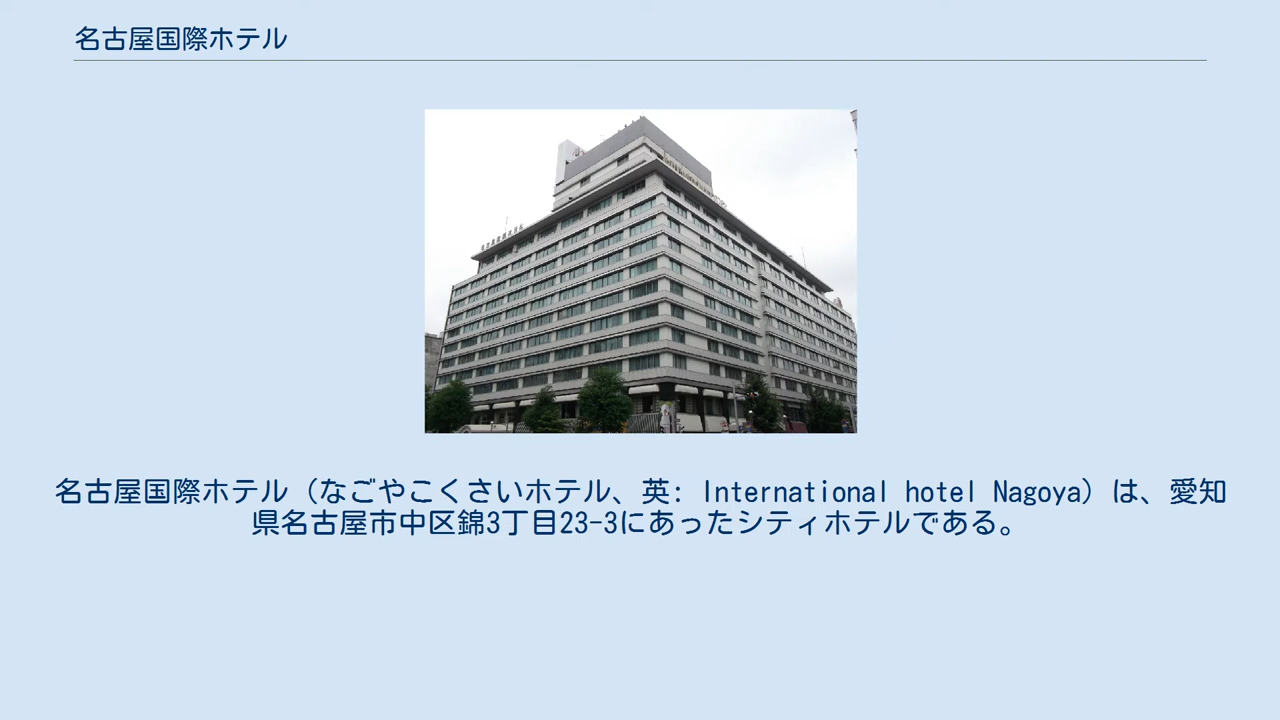 名古屋国際ホテル
名古屋国際ホテル（なごやこくさいホテル、英: International hotel Nagoya）は、愛知
県名古屋市中区錦3丁目23-3にあったシティホテルである。